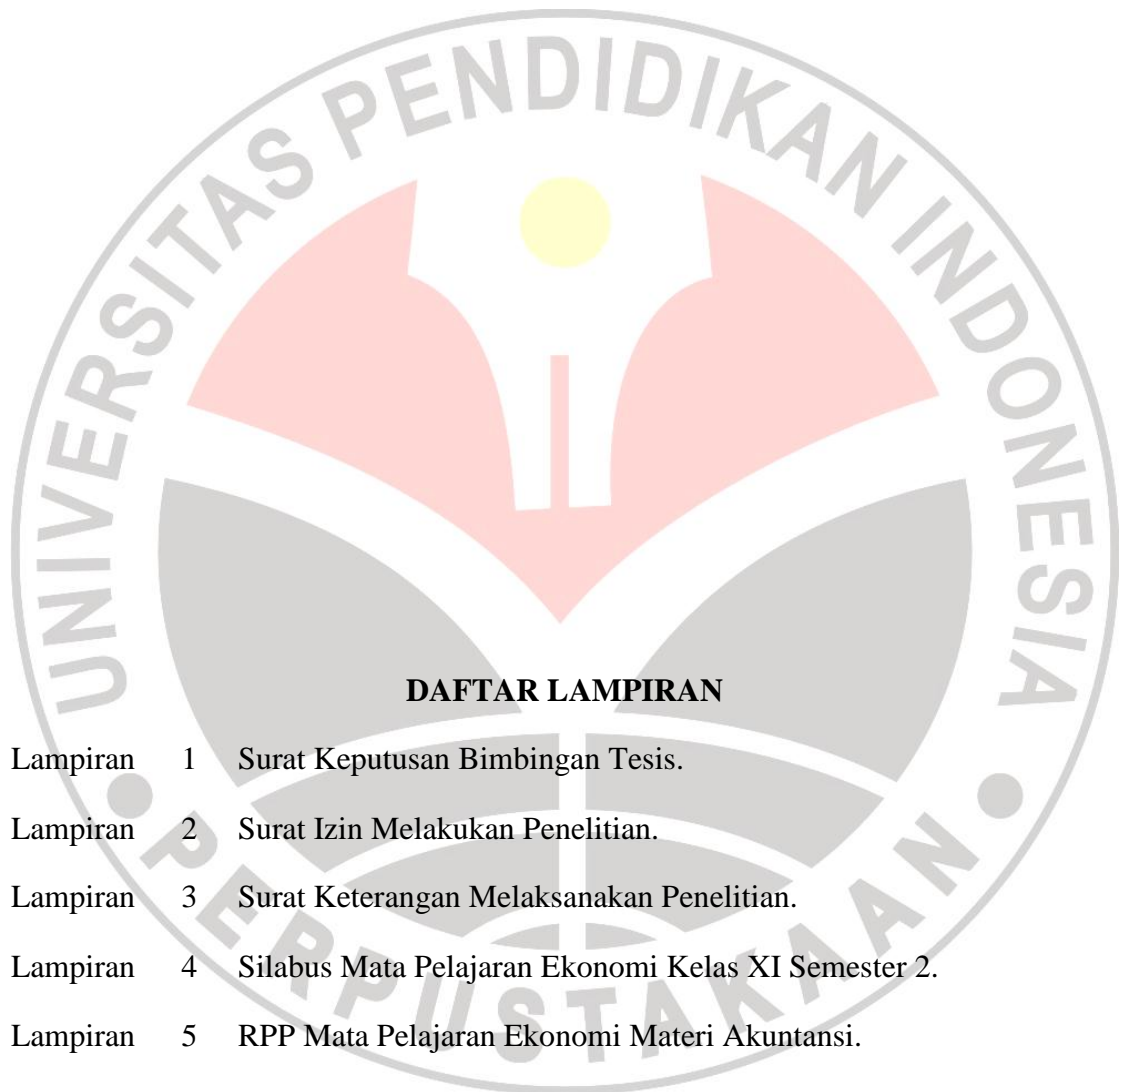 UNIVERSITAS PENDIDIKAN INDONESIA
DAFTAR LAMPIRAN
Lampiran 1 Surat Keputusan Bimbingan Tesis.
Lampiran 2 Surat Izin Melakukan Penelitian.
Lampiran 3 Surat Keterangan Melaksanakan Penelitian.
Lampiran 4 Silabus Mata Pelajaran Ekonomi Kelas XI Semester 2.
Lampiran 5 RPP Mata Pelajaran Ekonomi Materi Akuntansi.
PERPUSTAKAAN